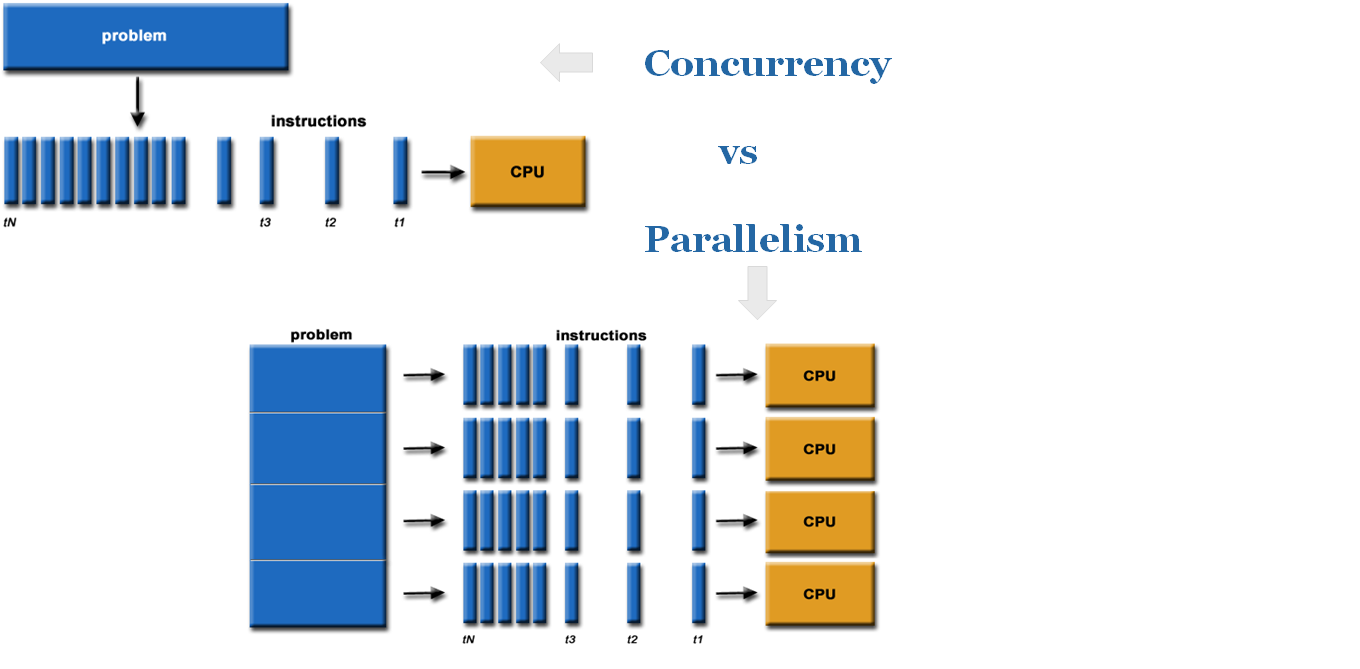 problem
Concurrency
instructions
vs
CPU
tN
t3
t2
t1
Parallelism
problem
instructions
CPU
CPU
CPU
CPU
tN
t3
t2
t1